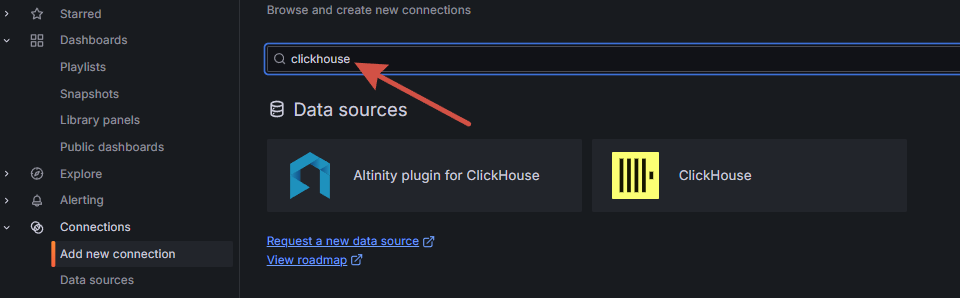 Starred
Dashboards
Playlists
Snapshots
Library panels
Public dashboards
Explore
Alerting
Connections
Add new connection
Data sources
Browse and create new connections
clickhouse
Data sources
Altinity plugin for ClickHouse
ClickHouse
Request a new data source
View roadmap